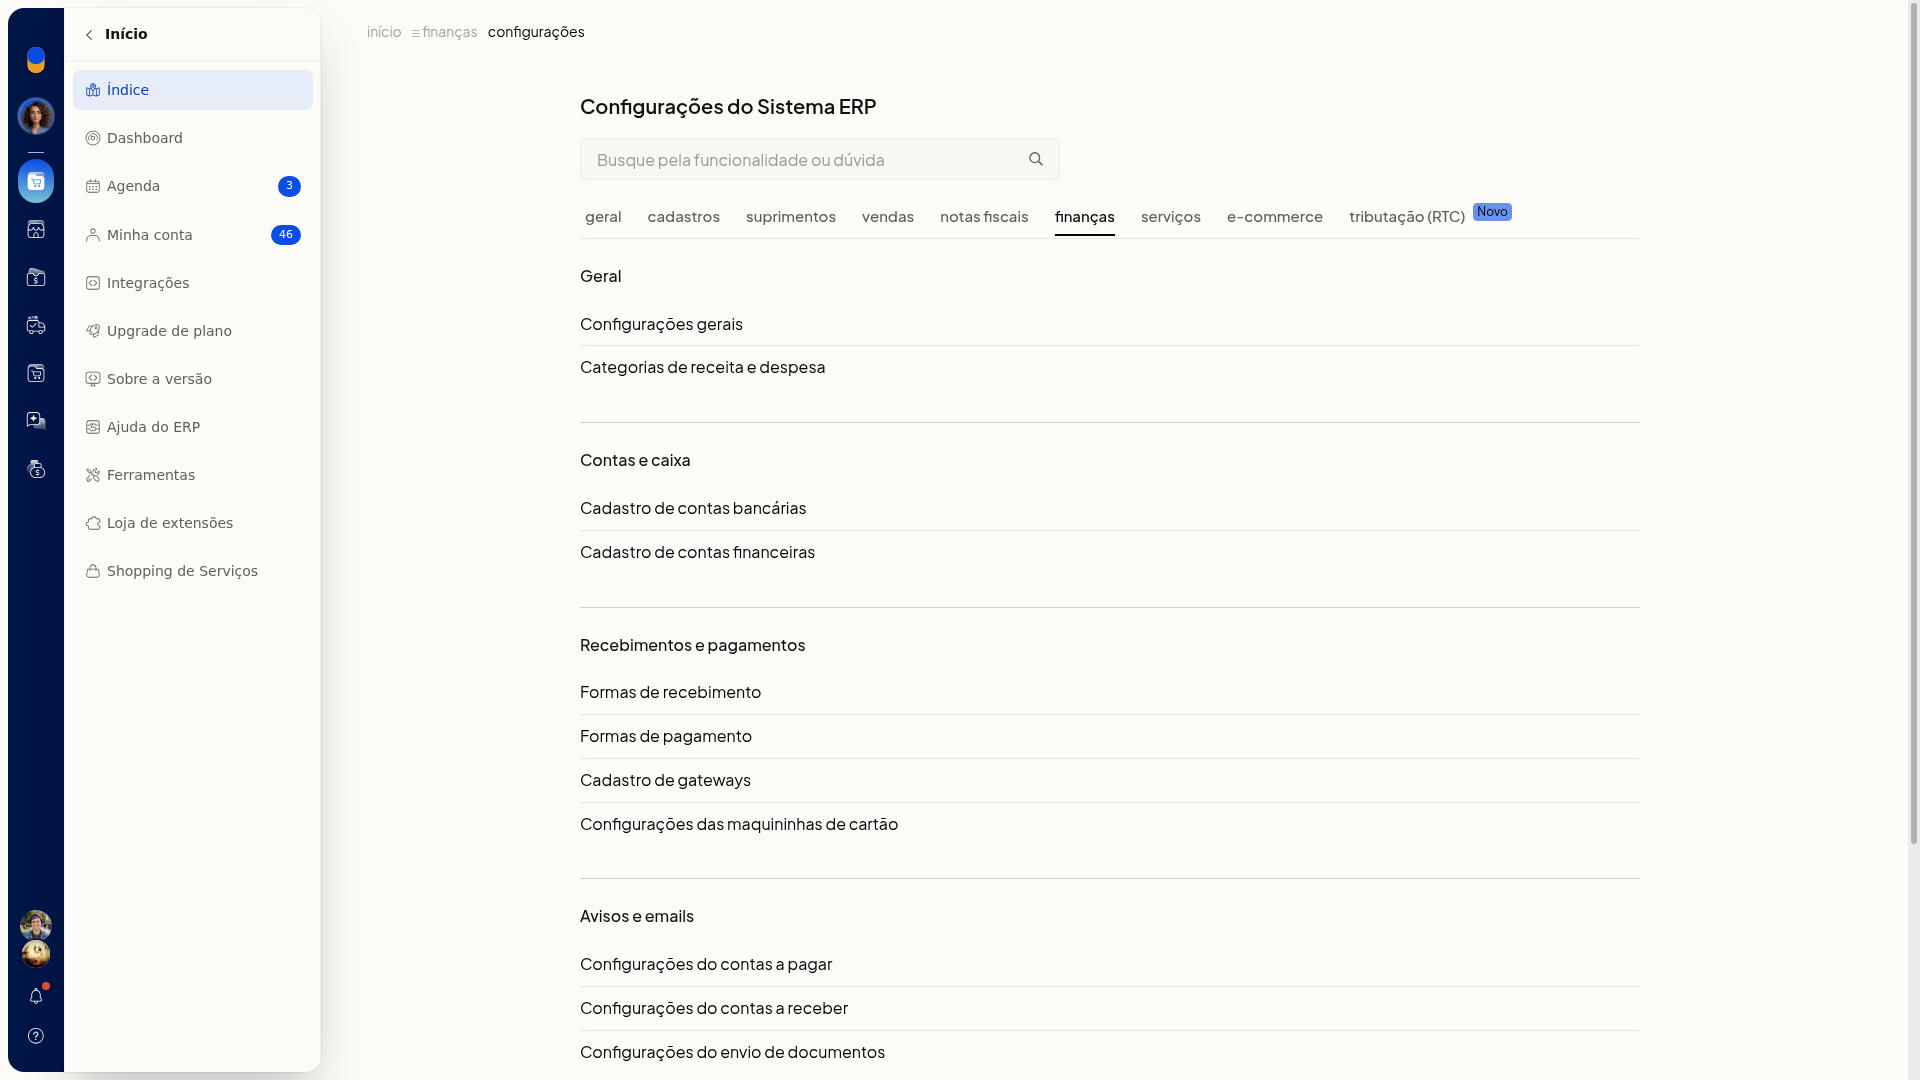 Início
Índice
Dashboard
Agenda 3
Minha conta 46
Integrações
Upgrade de plano
Sobre a versão
Ajuda do ERP
Ferramentas
Loja de extensões
Shopping de Serviços
início finanças configurações
Configurações do Sistema ERP
Busque pela funcionalidade ou dúvida
geral cadastros suprimentos vendas notas fiscais finanças serviços e-commerce tributação (RTC) Novo
Geral
Configurações gerais
Categorias de receita e despesa
Contas e caixa
Cadastro de contas bancárias
Cadastro de contas financeiras
Recebimentos e pagamentos
Formas de recebimento
Formas de pagamento
Cadastro de gateways
Configurações das maquininhas de cartão
Avisos e emails
Configurações do contas a pagar
Configurações do contas a receber
Configurações do envio de documentos